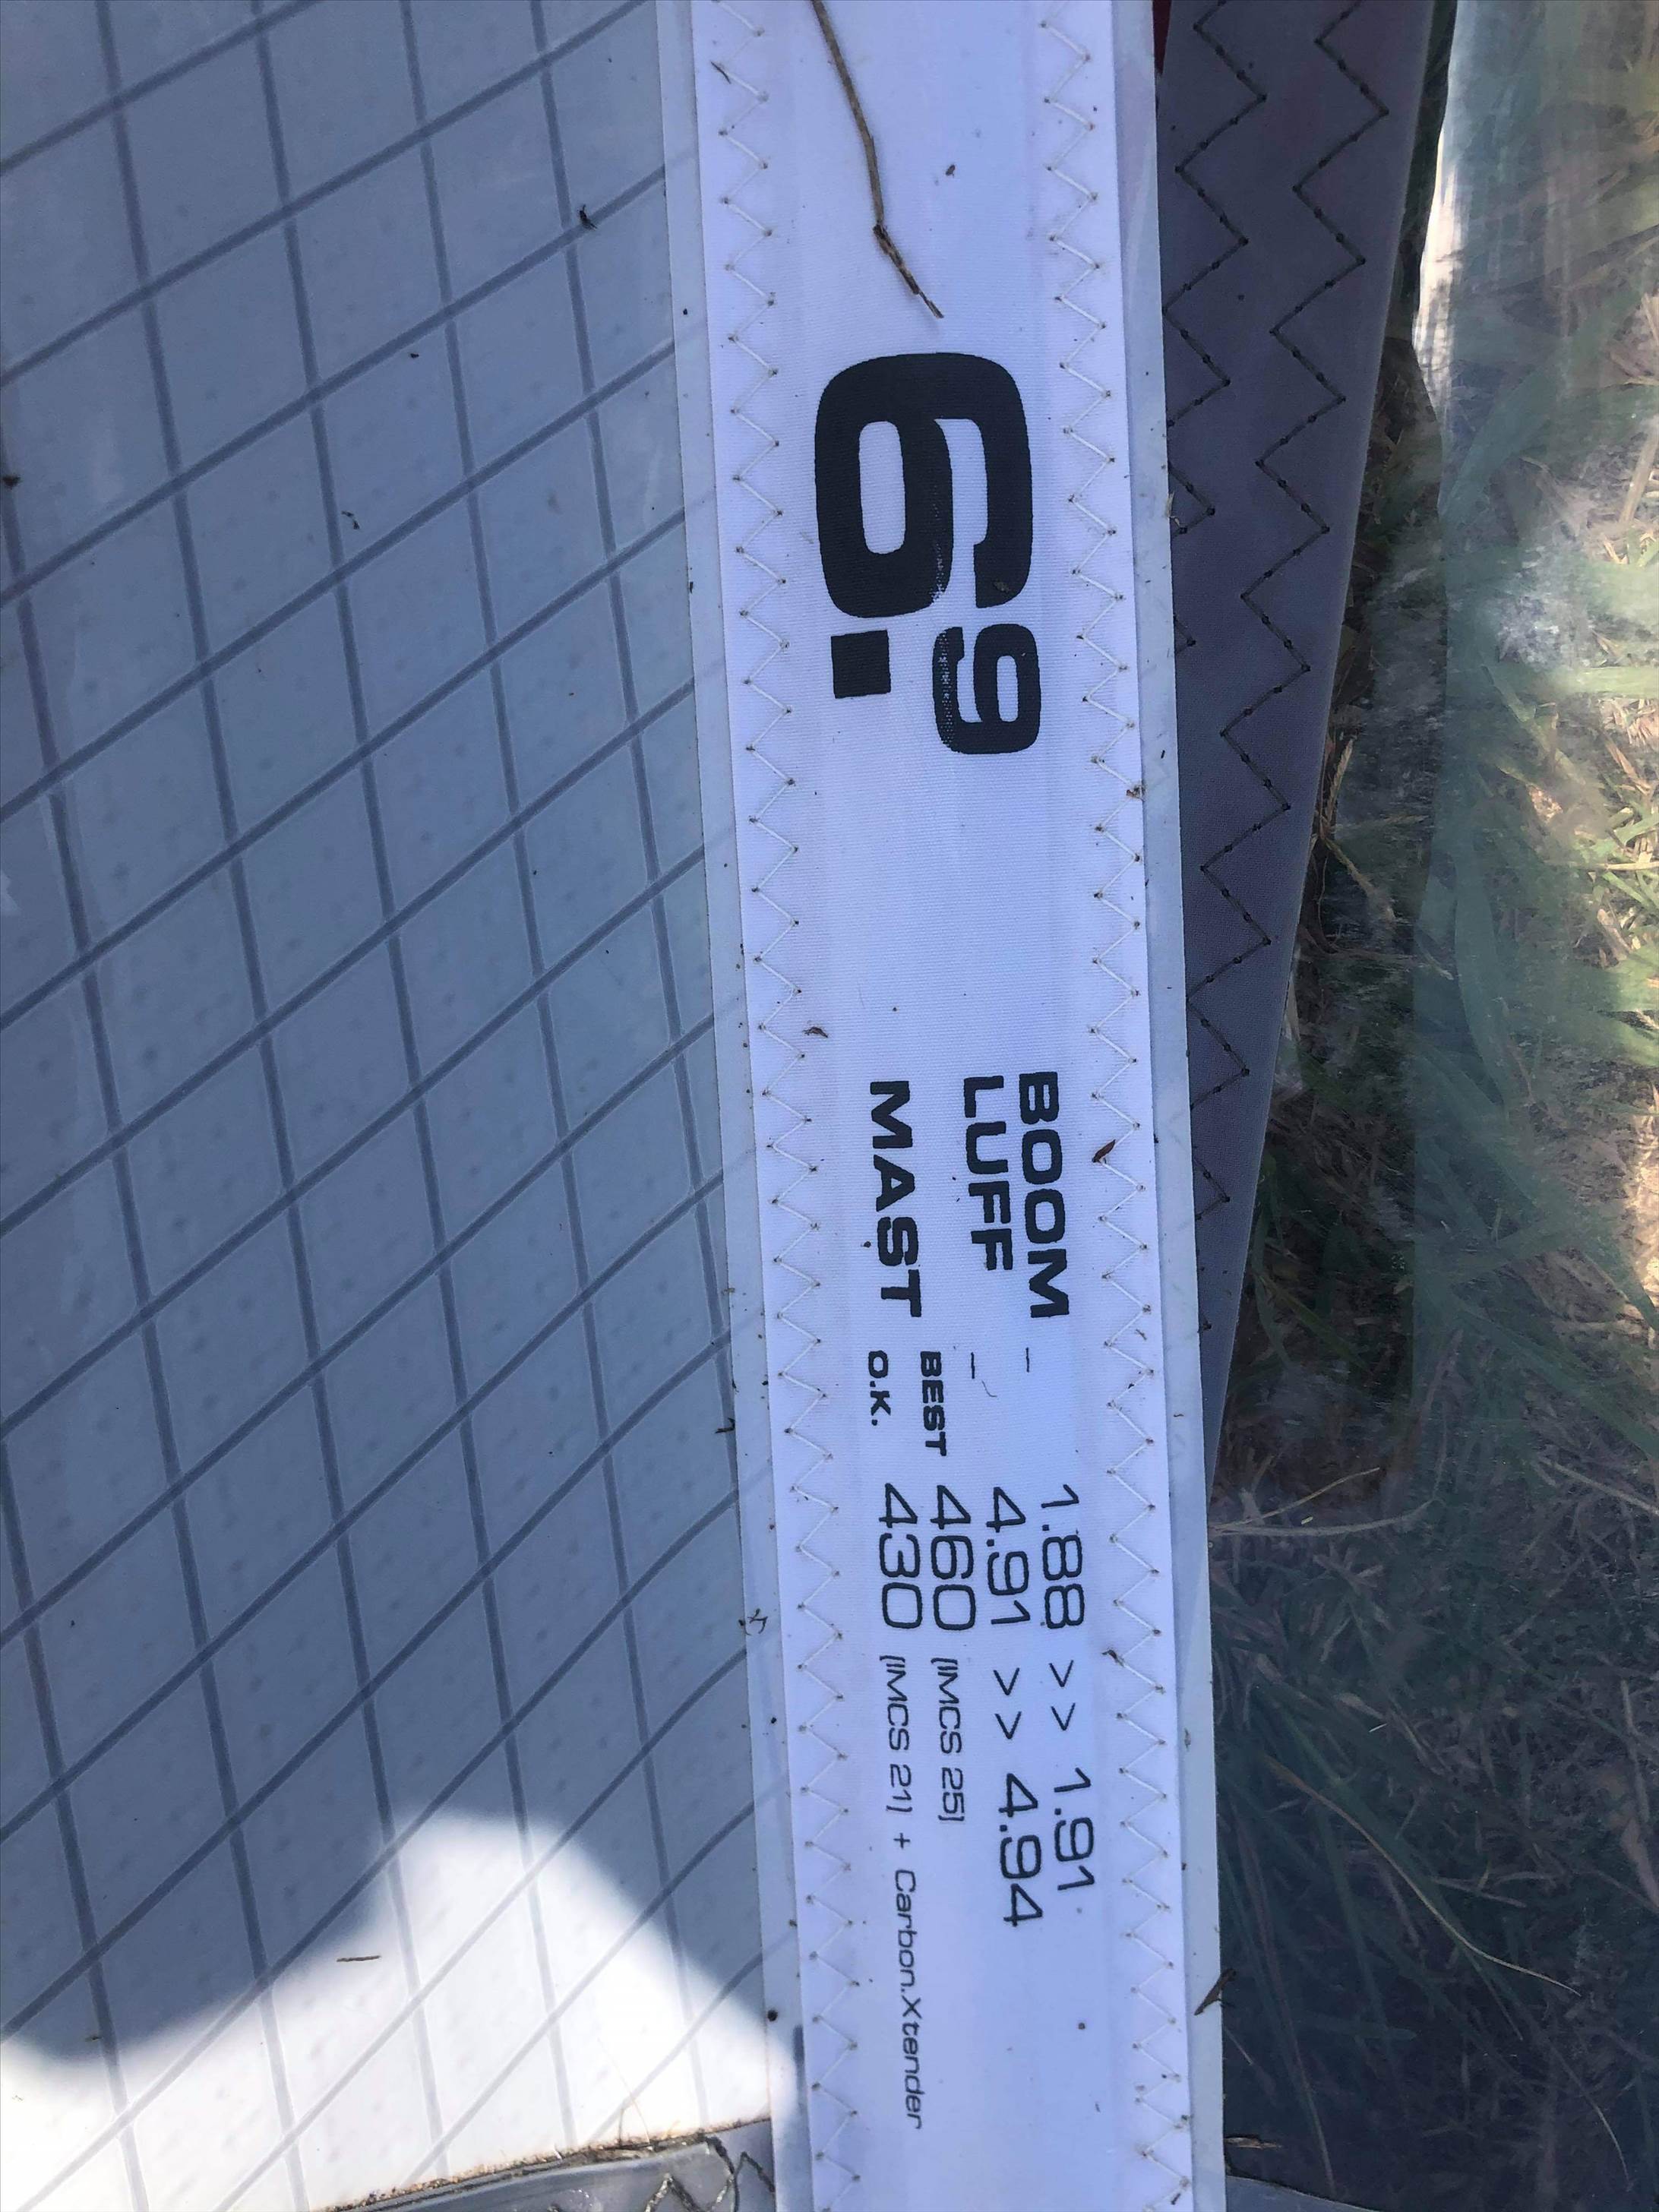 6.9
BOOM – 1.88 >> 1.91
LUFF – 4.91 >> 4.94
MAST BEST 460 (IMCS 25)
O.K. 430 (IMCS 21) + Carbon.Xtender